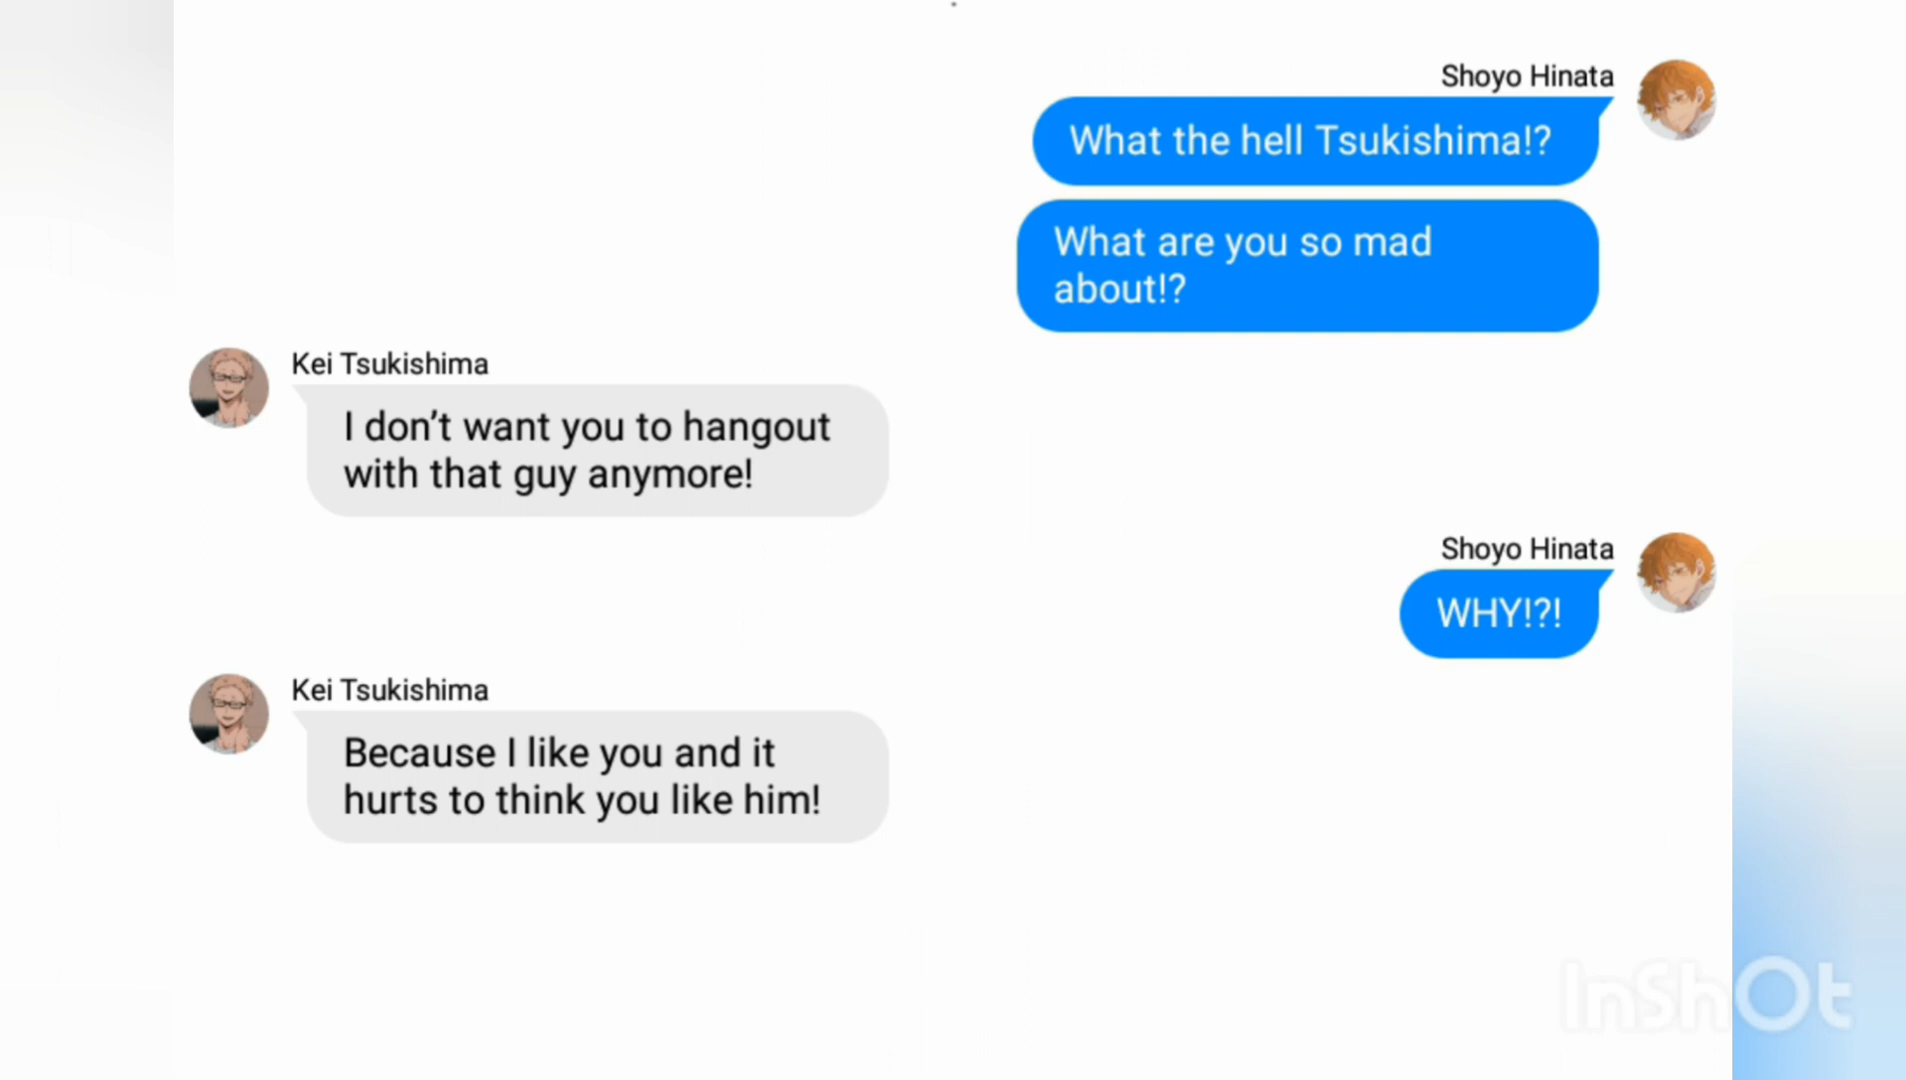 Shoyo Hinata
What the hell Tsukishima!?
What are you so mad
about!?
Kei Tsukishima
I don’t want you to hangout
with that guy anymore!
Shoyo Hinata
WHY!?!
Kei Tsukishima
Because I like you and it
hurts to think you like him!
InShOt